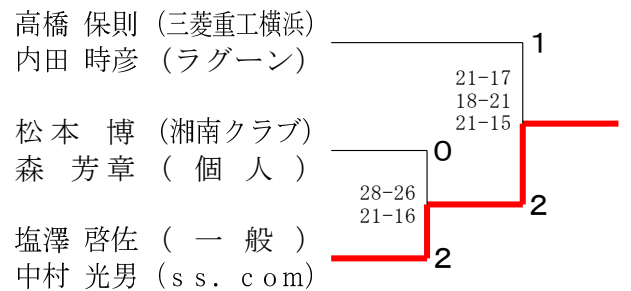 高橋 保則 (三菱重工横浜)
内田 時彦 (ラグーン)
1
21-17
18-21
21-15
松本 博 (湘南クラブ)
森 芳章 ( 個 人 )
0
28-26
21-16
2
塩澤 啓佐 ( 一 般 )
中村 光男 (ss. com)
2